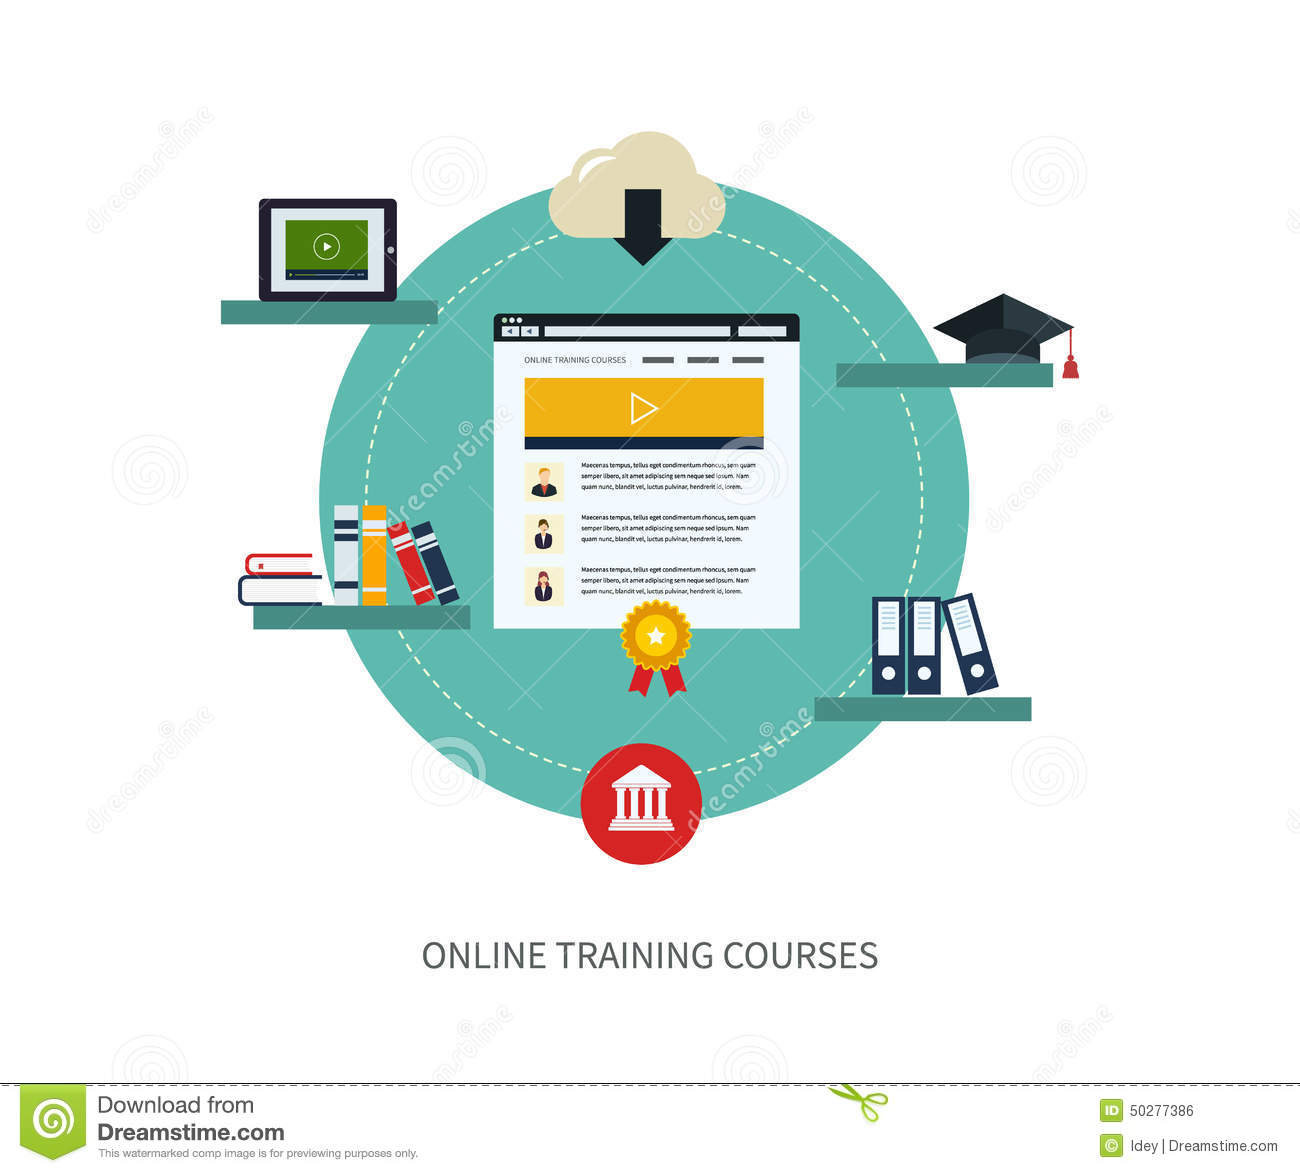 ONLINE TRAINING COURSES
Maecenas tempus, tellus eget condimentum rhoncus, sem quam
semper libero, sit amet adipiscing sem neque sed ipsum. Nam
quam nunc, blandit vel, luctus pulvinar, hendrerit id, lorem.
Maecenas tempus, tellus eget condimentum rhoncus, sem quam
semper libero, sit amet adipiscing sem neque sed ipsum. Nam
quam nunc, blandit vel, luctus pulvinar, hendrerit id, lorem.
Maecenas tempus, tellus eget condimentum rhoncus, sem quam
semper libero, sit amet adipiscing sem neque sed ipsum. Nam
quam nunc, blandit vel, luctus pulvinar, hendrerit id, lorem.
ONLINE TRAINING COURSES
Download from
Dreamstime.com
This watermarked comp image is for previewing purposes only.
ID 50277386
© Idey | Dreamstime.com